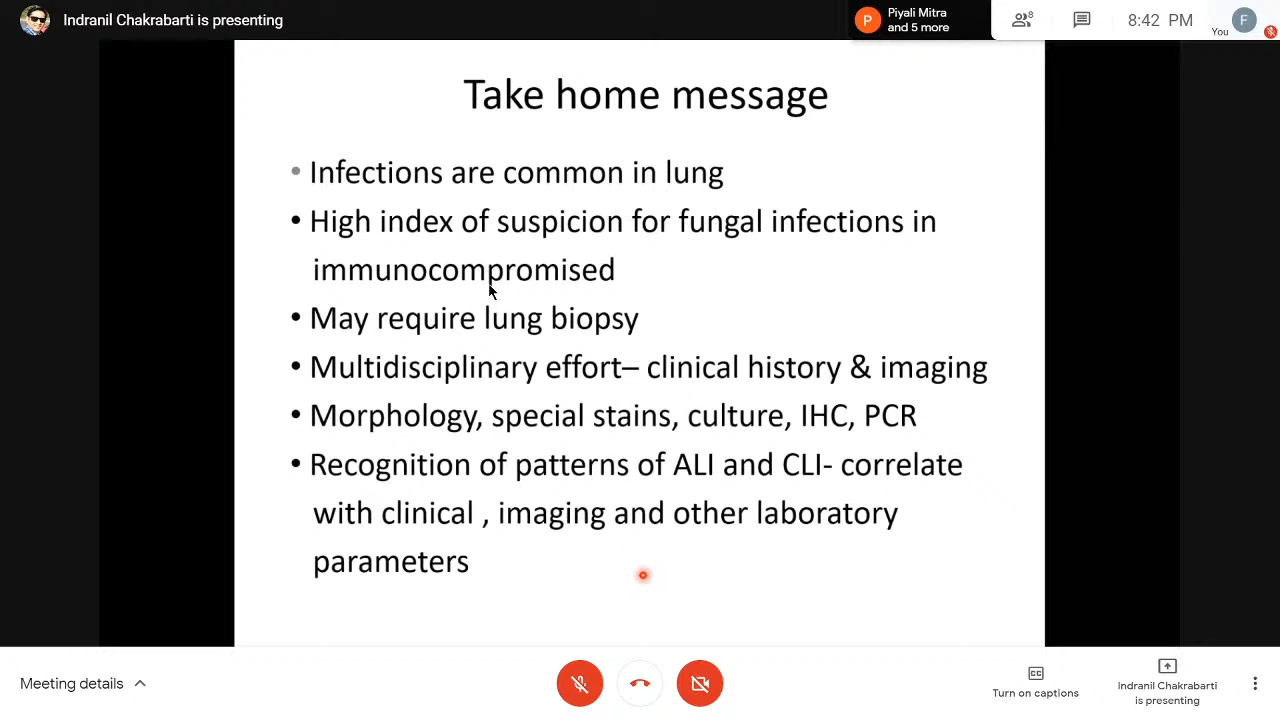 Indranil Chakrabarti is presenting
P
Piyali Mitra
and 5 more
8
8:42 PM
You
F
Take home message
• Infections are common in lung
• High index of suspicion for fungal infections in
immunocompromised
• May require lung biopsy
• Multidisciplinary effort– clinical history & imaging
• Morphology, special stains, culture, IHC, PCR
• Recognition of patterns of ALI and CLI- correlate
with clinical , imaging and other laboratory
parameters
Meeting details
CC
Turn on captions
Indranil Chakrabarti
is presenting